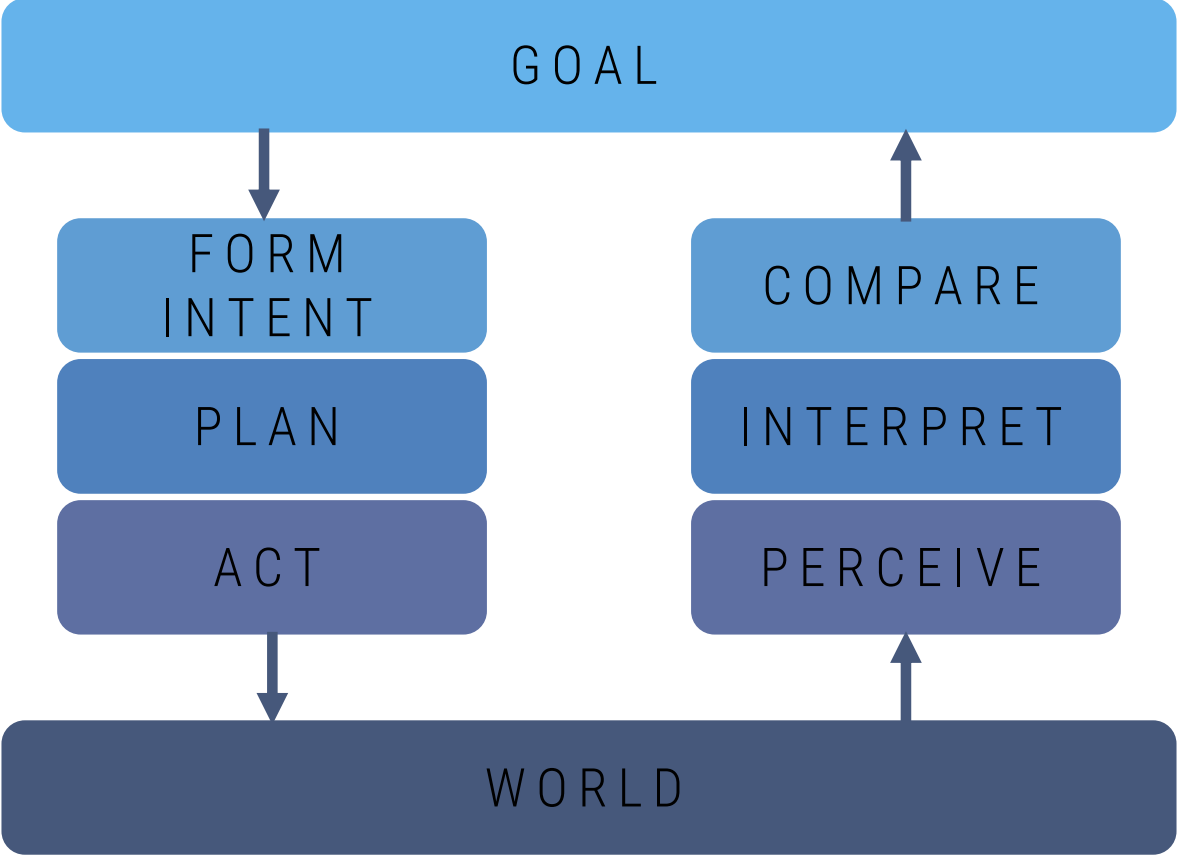 GOAL
FORM
INTENT
PLAN
ACT
COMPARE
INTERPRET
PERCEIVE
WORLD